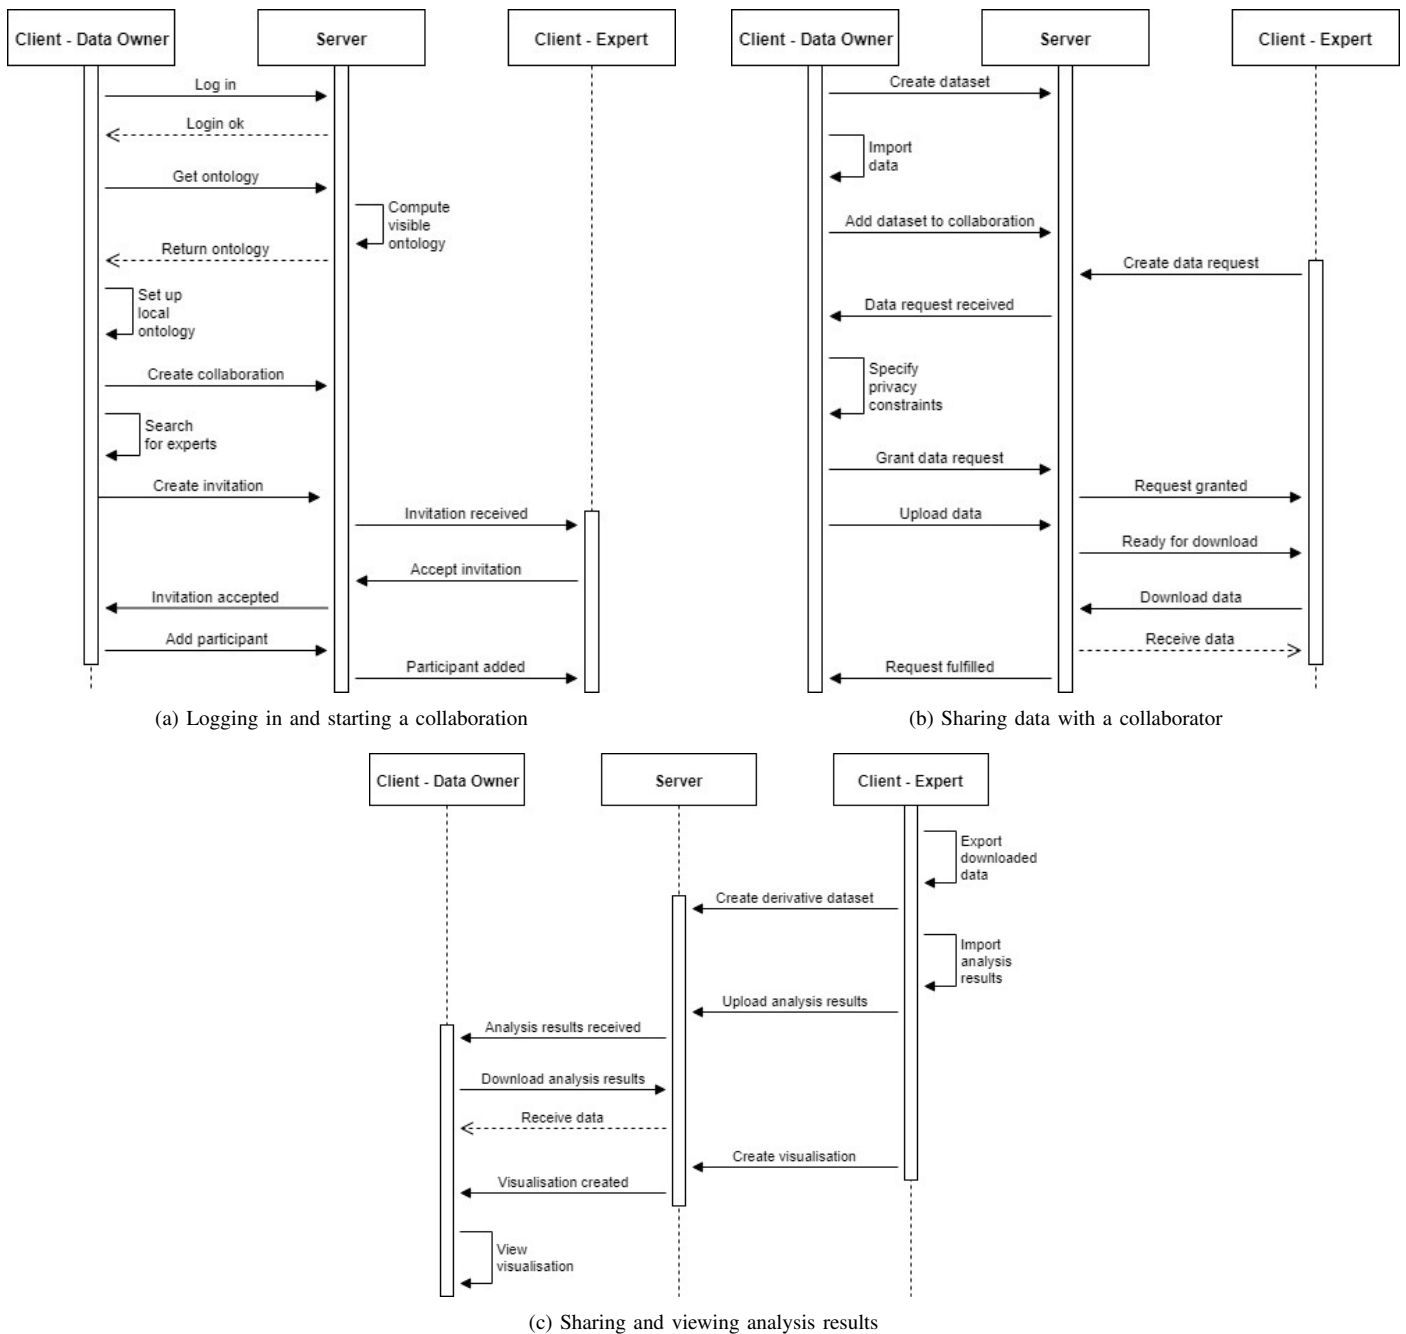 Client - Data Owner
Server
Client - Expert
Log in
Login ok
Get ontology
Compute
visible
ontology
Return ontology
Set up
local
ontology
Create collaboration
Search
for experts
Create invitation
Invitation received
Accept invitation
Invitation accepted
Add participant
Participant added
(a) Logging in and starting a collaboration
Client - Data Owner
Server
Client - Expert
Create dataset
Import
data
Add dataset to collaboration
Create data request
Data request received
Specify
privacy
constraints
Grant data request
Request granted
Upload data
Ready for download
Download data
Receive data
Request fulfilled
(b) Sharing data with a collaborator
Client - Data Owner
Server
Client - Expert
Export
downloaded
data
Create derivative dataset
Import
analysis
results
Upload analysis results
Analysis results received
Download analysis results
Receive data
Create visualisation
Visualisation created
View
visualisation
(c) Sharing and viewing analysis results